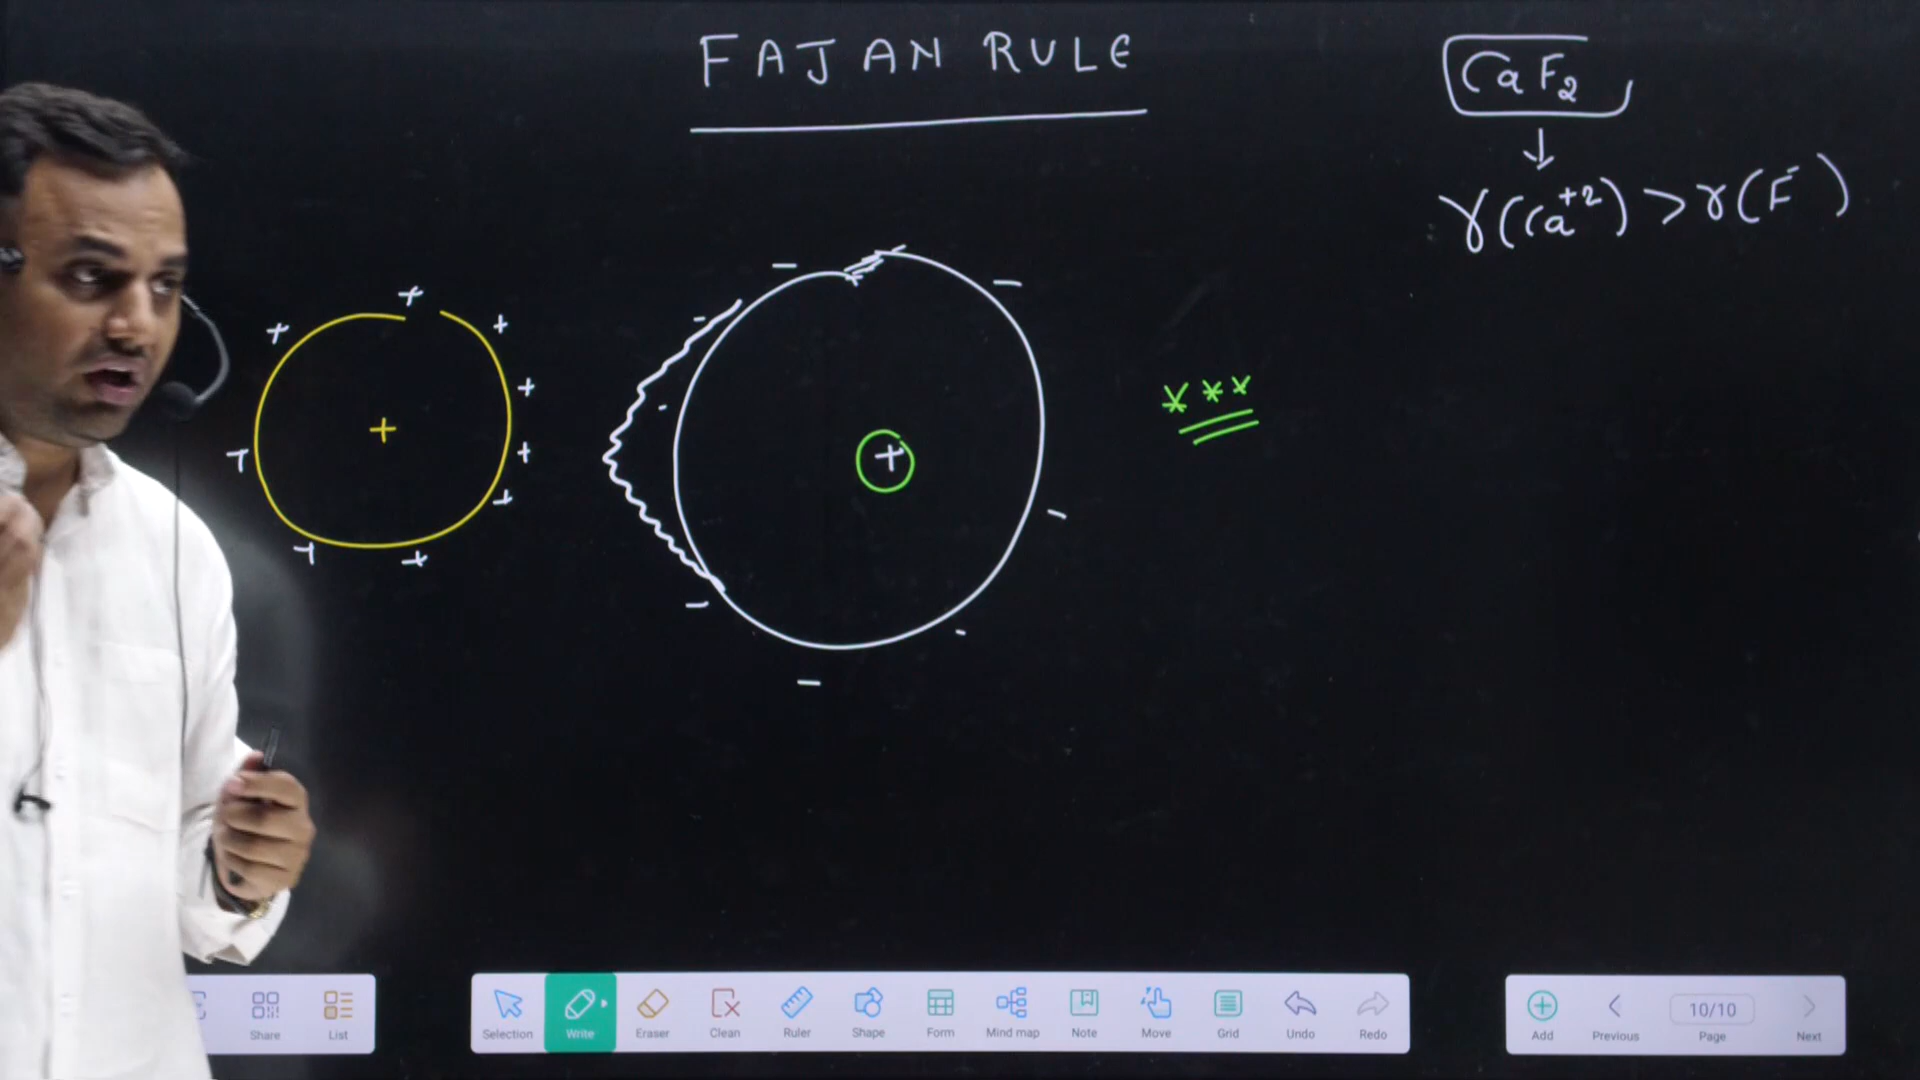 FAJAN RULE
CaF₂
↓
r(Ca⁺²) > r(F⁻)
+ + +
+
+ +
+ +
+
+ +
- - -
-
-
+
-
- -
-
***
Share List
Selection Write Eraser Clean Ruler Shape Form Mind map Note Move Grid Undo Redo
Add Previous 10/10 Page Next